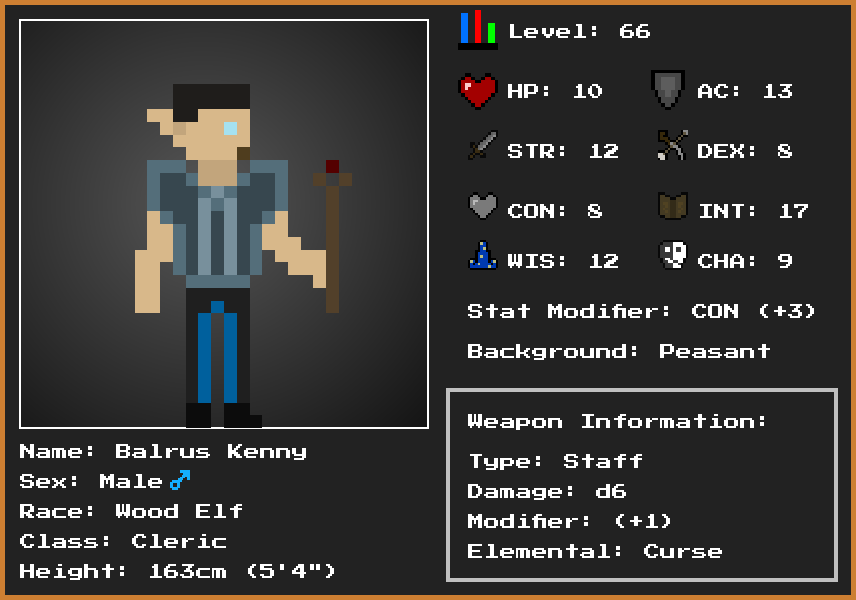 Level: 66
HP: 10 AC: 13
STR: 12 DEX: 8
CON: 8 INT: 17
WIS: 12 CHA: 9
Stat Modifier: CON (+3)
Background: Peasant
Weapon Information:
Type: Staff
Damage: d6
Modifier: (+1)
Elemental: Curse
Name: Balrus Kenny
Sex: Male♂
Race: Wood Elf
Class: Cleric
Height: 163cm (5'4")